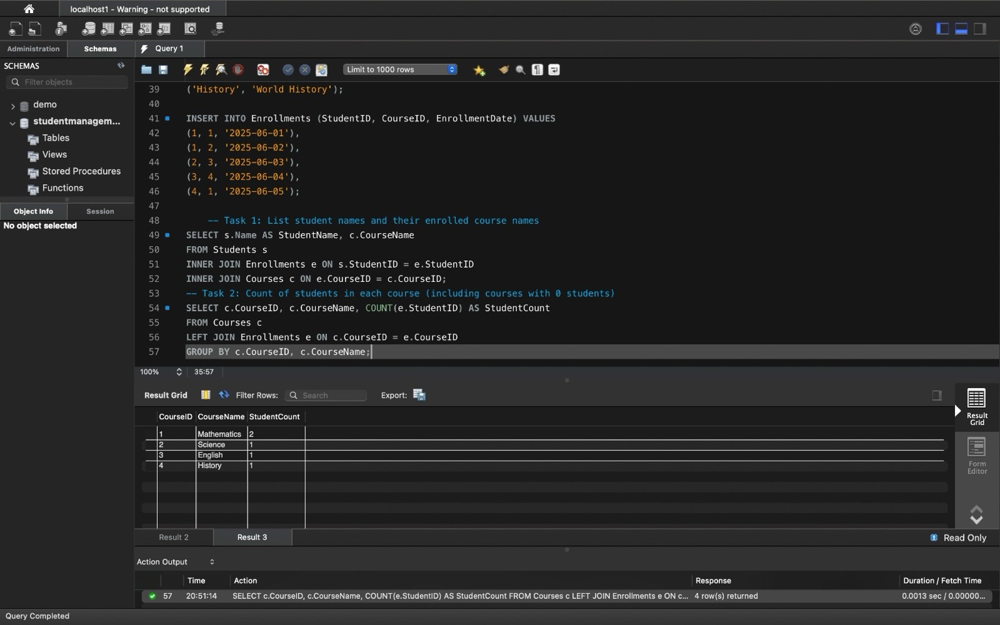 localhost1 - Warning - not supported
Administration
Schemas
Query 1
SCHEMAS
Filter objects
Limit to 1000 rows
demo
studentmanagem...
Tables
Views
Stored Procedures
Functions
Object Info
Session
No object selected
39 ('History', 'World History');
40
41 INSERT INTO Enrollments (StudentID, CourseID, EnrollmentDate) VALUES
42 (1, 1, '2025-06-01'),
43 (1, 2, '2025-06-02'),
44 (2, 3, '2025-06-03'),
45 (3, 4, '2025-06-04'),
46 (4, 1, '2025-06-05');
47
48 -- Task 1: List student names and their enrolled course names
49 SELECT s.Name AS StudentName, c.CourseName
50 FROM Students s
51 INNER JOIN Enrollments e ON s.StudentID = e.StudentID
52 INNER JOIN Courses c ON e.CourseID = c.CourseID;
53 -- Task 2: Count of students in each course (including courses with 0 students)
54 SELECT c.CourseID, c.CourseName, COUNT(e.StudentID) AS StudentCount
55 FROM Courses c
56 LEFT JOIN Enrollments e ON c.CourseID = e.CourseID
57 GROUP BY c.CourseID, c.CourseName;
100% 35:57
Result Grid Filter Rows: Search Export:
CourseID CourseName StudentCount
1 Mathematics 2
2 Science 1
3 English 1
4 History 1
Result Grid
Form Editor
Result 2 Result 3 Read Only
Action Output
Time Action Response Duration / Fetch Time
57 20:51:14 SELECT c.CourseID, c.CourseName, COUNT(e.StudentID) AS StudentCount FROM Courses c LEFT JOIN Enrollments e ON c... 4 row(s) returned 0.0013 sec / 0.00000...
Query Completed